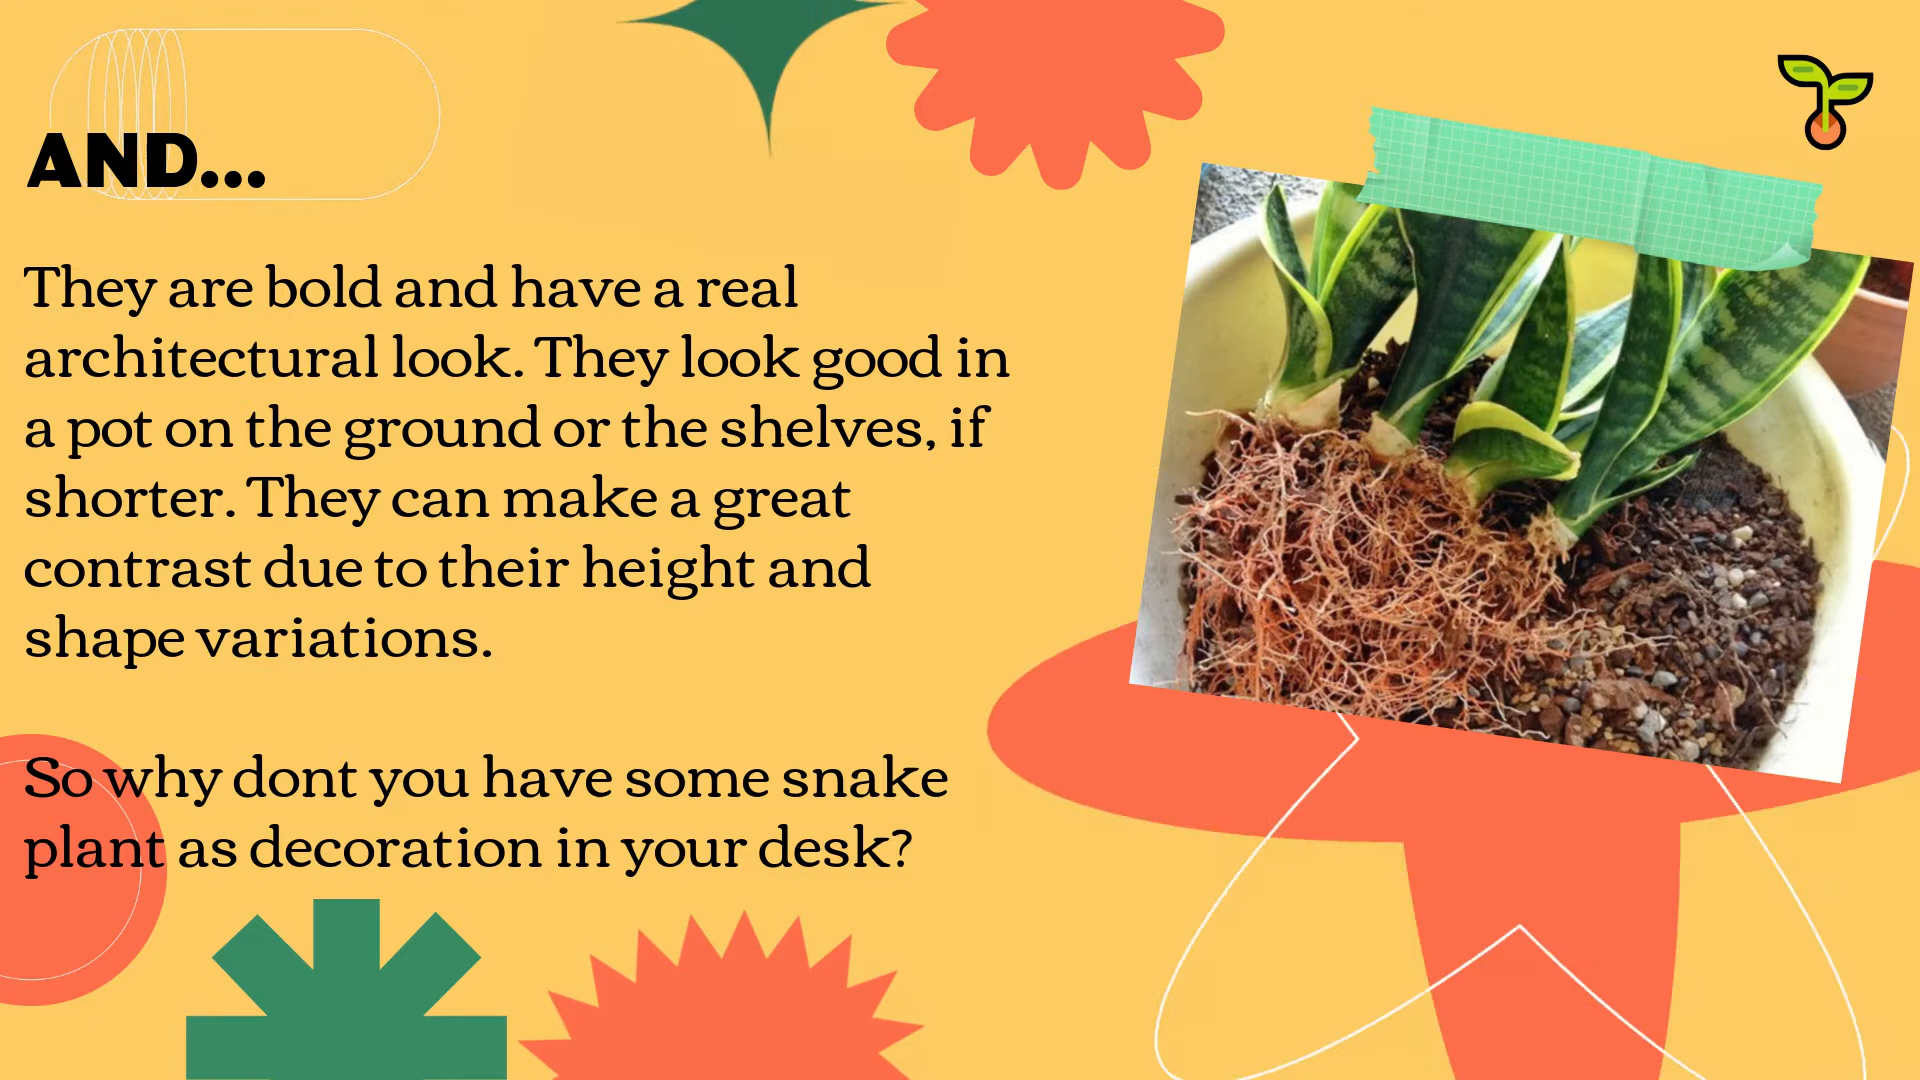 AND...
They are bold and have a real
architectural look. They look good in
a pot on the ground or the shelves, if
shorter. They can make a great
contrast due to their height and
shape variations.
So why dont you have some snake
plant as decoration in your desk?